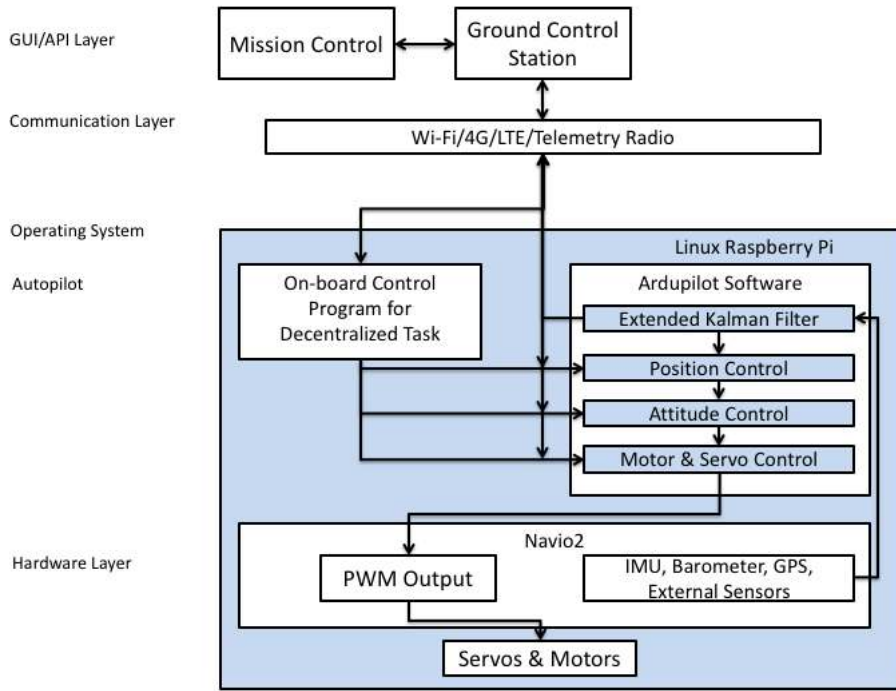 GUI/API Layer
Mission Control
Ground Control
Station
Communication Layer
Wi-Fi/4G/LTE/Telemetry Radio
Operating System
Linux Raspberry Pi
Autopilot
On-board Control
Program for
Decentralized Task
Ardupilot Software
Extended Kalman Filter
Position Control
Attitude Control
Motor & Servo Control
Hardware Layer
Navio2
PWM Output
IMU, Barometer, GPS,
External Sensors
Servos & Motors